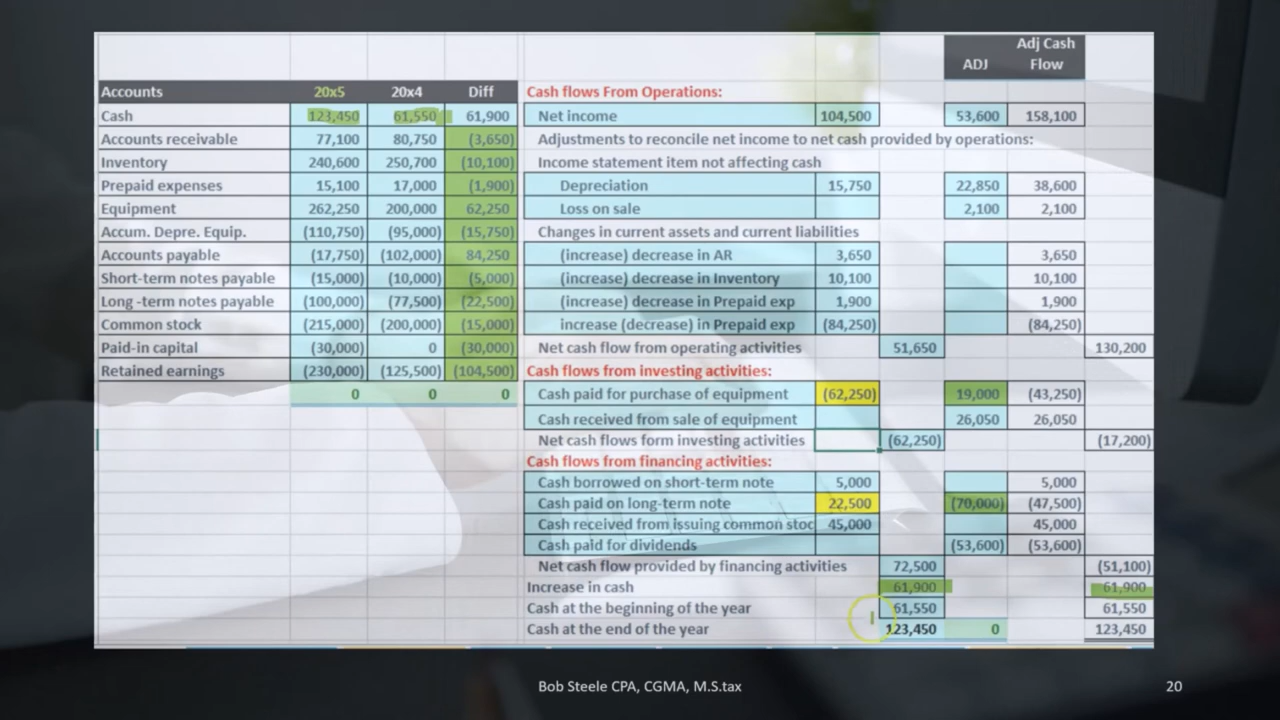 Adj Cash
ADJ Flow
Accounts 20x5 20x4 Diff Cash flows From Operations:
Cash 123,450 61,550 61,900 Net income 104,500 53,600 158,100
Accounts receivable 77,100 80,750 (3,650) Adjustments to reconcile net income to net cash provided by operations:
Inventory 240,600 250,700 (10,100) Income statement item not affecting cash
Prepaid expenses 15,100 17,000 (1,900) Depreciation 15,750 22,850 38,600
Equipment 262,250 200,000 62,250 Loss on sale 2,100 2,100
Accum. Depre. Equip. (110,750) (95,000) (15,750) Changes in current assets and current liabilities
Accounts payable (17,750) (102,000) 84,250 (increase) decrease in AR 3,650 3,650
Short-term notes payable (15,000) (10,000) (5,000) (increase) decrease in Inventory 10,100 10,100
Long -term notes payable (100,000) (77,500) (22,500) (increase) decrease in Prepaid exp 1,900 1,900
Common stock (215,000) (200,000) (15,000) increase (decrease) in Prepaid exp (84,250) (84,250)
Paid-in capital (30,000) 0 (30,000) Net cash flow from operating activities 51,650 130,200
Retained earnings (230,000) (125,500) (104,500) Cash flows from investing activities:
0 0 0 Cash paid for purchase of equipment (62,250) 19,000 (43,250)
Cash received from sale of equipment 26,050 26,050
Net cash flows form investing activities (62,250) (17,200)
Cash flows from financing activities:
Cash borrowed on short-term note 5,000 5,000
Cash paid on long-term note 22,500 (70,000) (47,500)
Cash received from issuing common stoc 45,000 45,000
Cash paid for dividends (53,600) (53,600)
Net cash flow provided by financing activities 72,500 (51,100)
Increase in cash 61,900 61,900
Cash at the beginning of the year 61,550 61,550
Cash at the end of the year 123,450 0 123,450
Bob Steele CPA, CGMA, M.S.tax 20